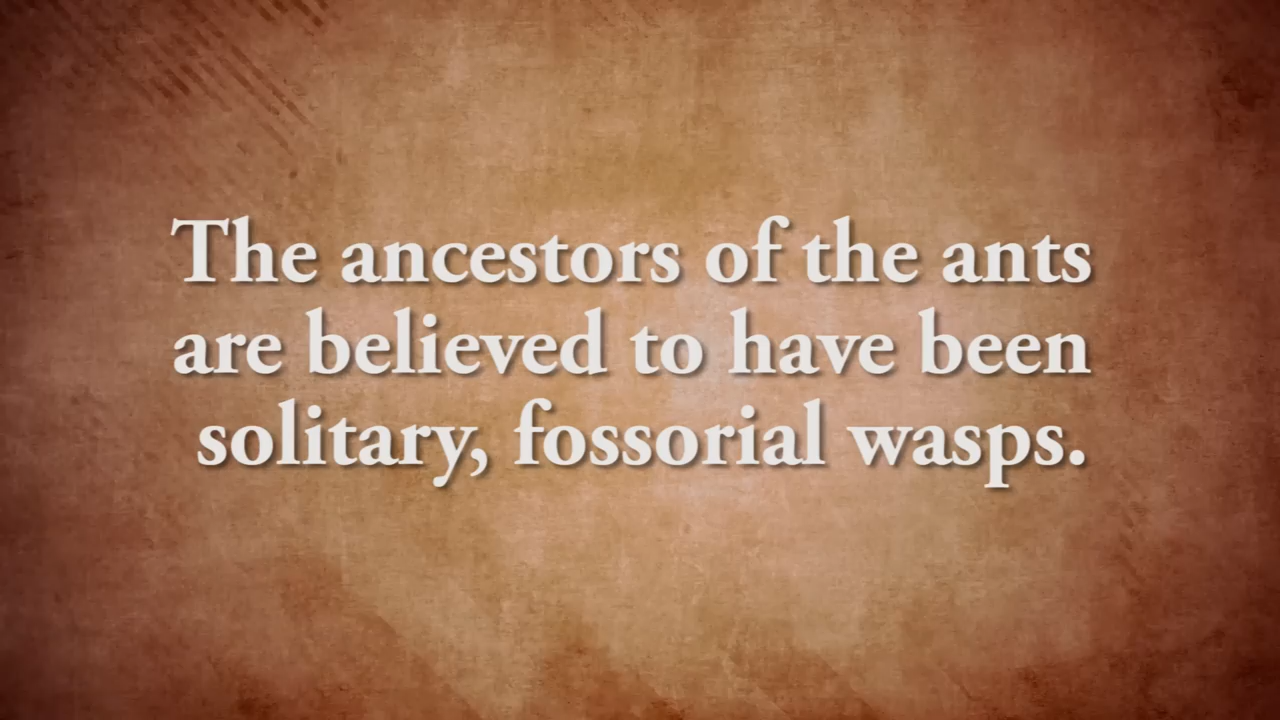 The ancestors of the ants
are believed to have been
solitary, fossorial wasps.